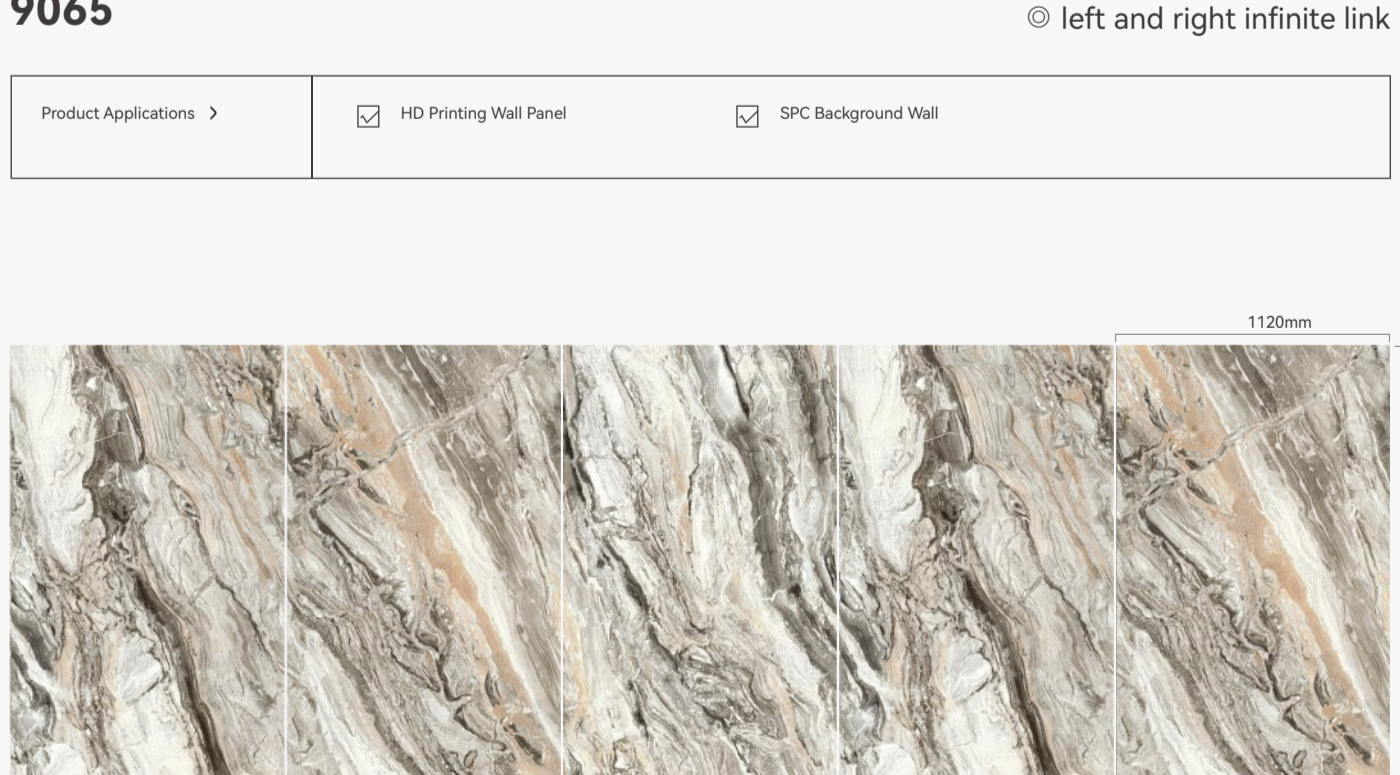 9065
left and right infinite link
Product Applications
HD Printing Wall Panel
SPC Background Wall
1120mm